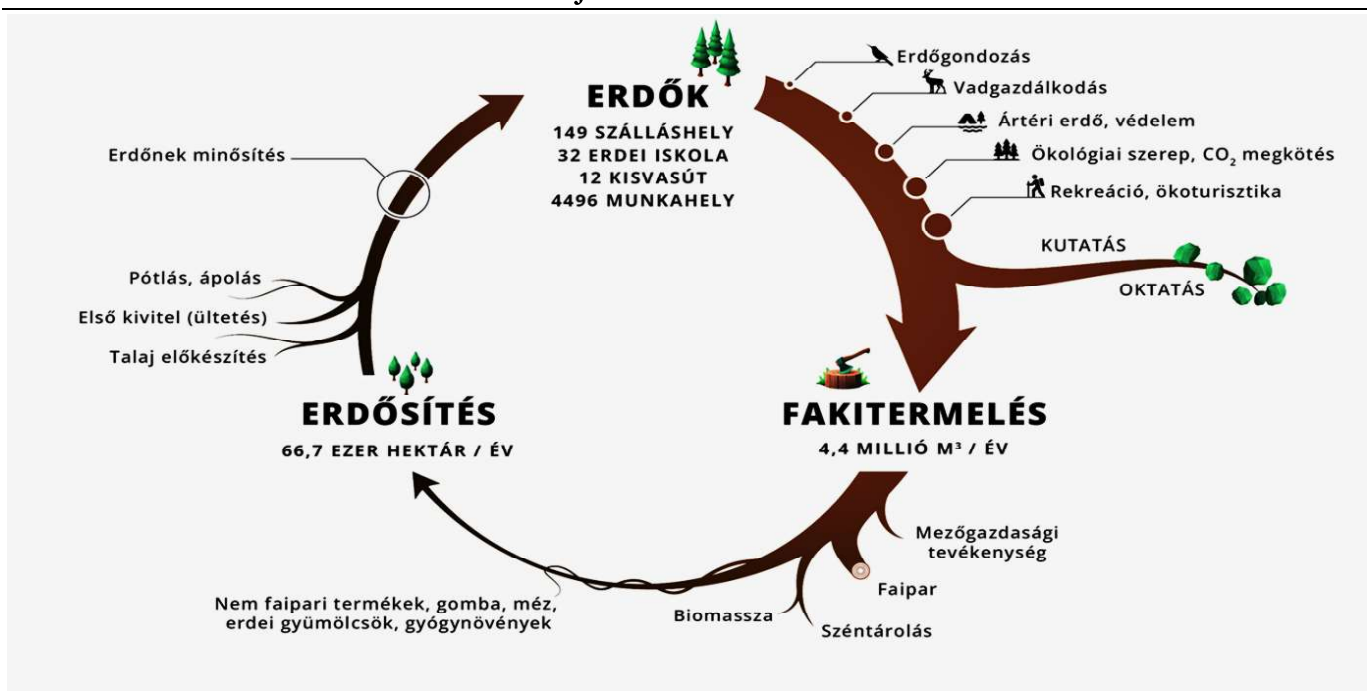 ERDŐK
149 SZÁLLÁSHELY
32 ERDEI ISKOLA
12 KISVASÚT
4496 MUNKAHELY
Erdőgondozás
Vadgazdálkodás
Ártéri erdő, védelem
Ökológiai szerep, CO₂ megkötés
Rekreáció, ökoturisztika
KUTATÁS
OKTATÁS
FAKITERMELÉS
4,4 MILLIÓ M³ / ÉV
Mezőgazdasági
tevékenység
Faipar
Széntárolás
Biomassza
Nem faipari termékek, gomba, méz,
erdei gyümölcsök, gyógynövények
ERDŐSÍTÉS
66,7 EZER HEKTÁR / ÉV
Talaj előkészítés
Első kivitel (ültetés)
Pótlás, ápolás
Erdőnek minősítés